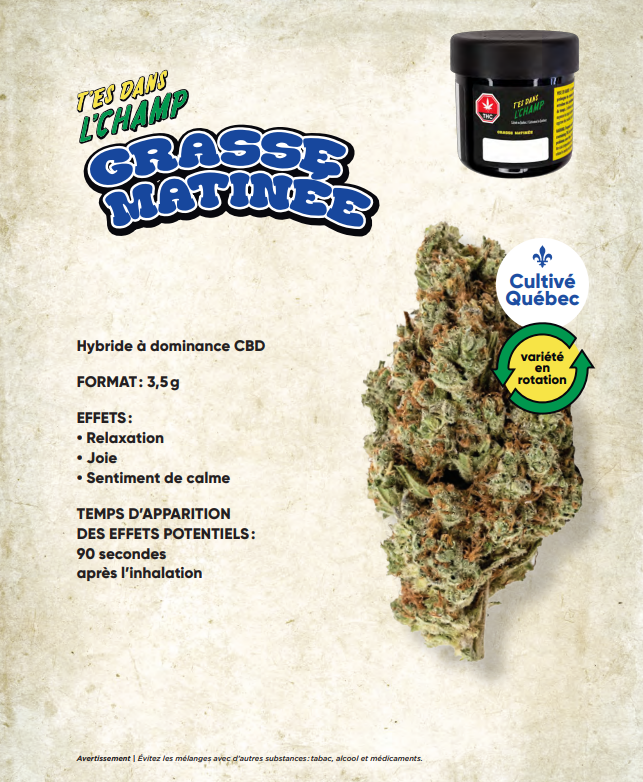 T'ES DANS
L'CHAMP
GRASSE
MATINÉE
THC
T'ES DANS
L'CHAMP
GRASSE MATINÉE
Cultivé
Québec
variété
en
rotation
Hybride à dominance CBD
FORMAT : 3,5 g
EFFETS :
• Relaxation
• Joie
• Sentiment de calme
TEMPS D'APPARITION
DES EFFETS POTENTIELS :
90 secondes
après l'inhalation
Avertissement | Évitez les mélanges avec d'autres substances : tabac, alcool et médicaments.